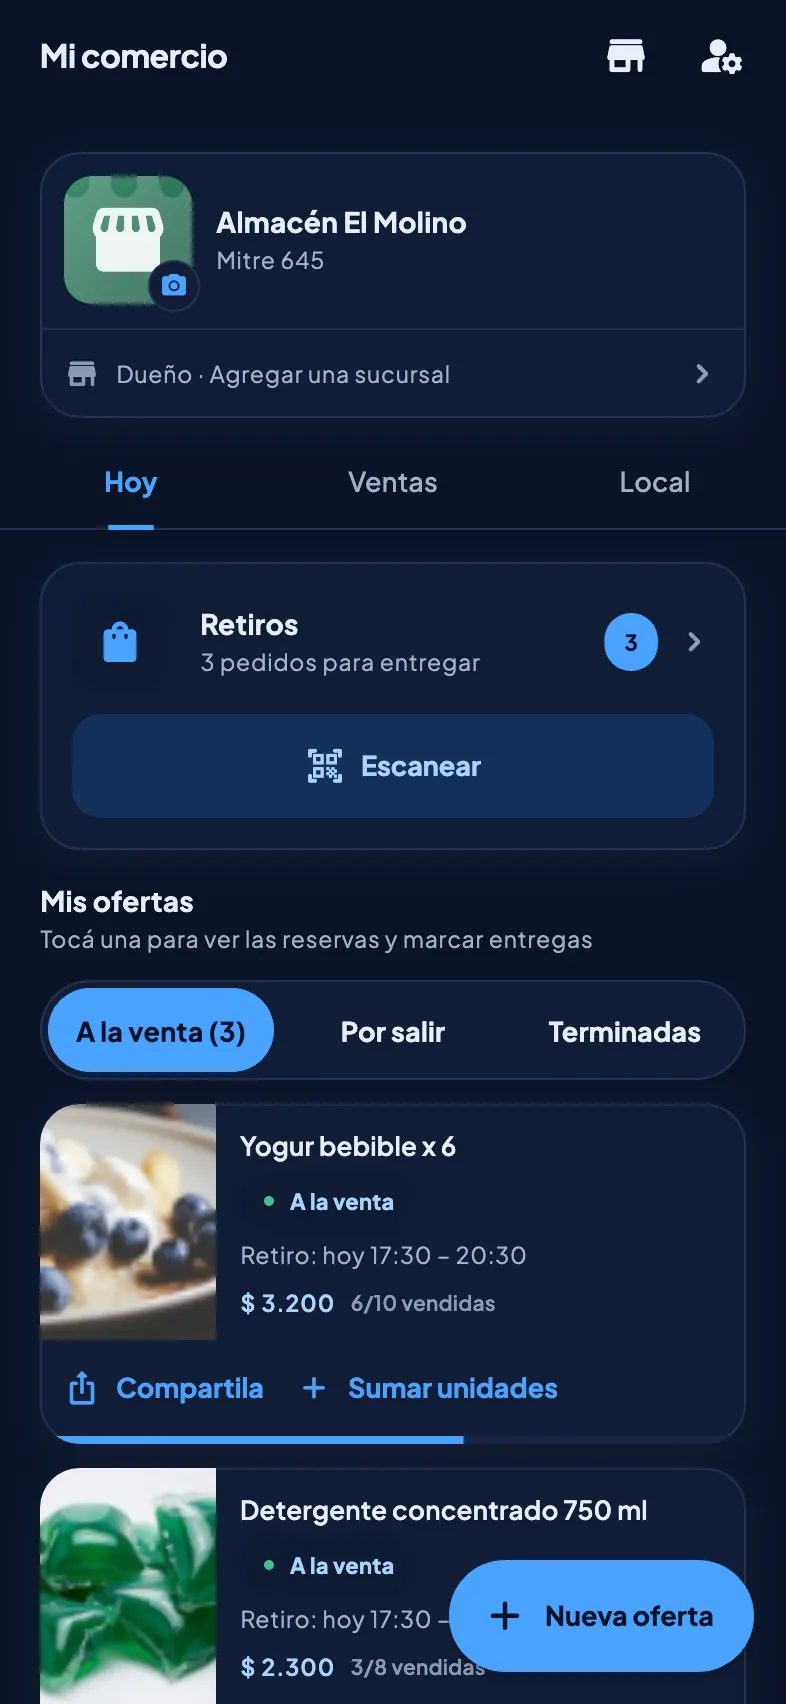 Mi comercio
Almacén El Molino
Mitre 645
Dueño · Agregar una sucursal
Hoy
Ventas
Local
Retiros
3 pedidos para entregar
3
Escanear
Mis ofertas
Tocá una para ver las reservas y marcar entregas
A la venta (3)
Por salir
Terminadas
Yogur bebible x 6
A la venta
Retiro: hoy 17:30 – 20:30
$ 3.200 6/10 vendidas
Compartila
Sumar unidades
Detergente concentrado 750 ml
A la venta
Retiro: hoy 17:30 –
$ 2.300 3/8 vendidas
Nueva oferta